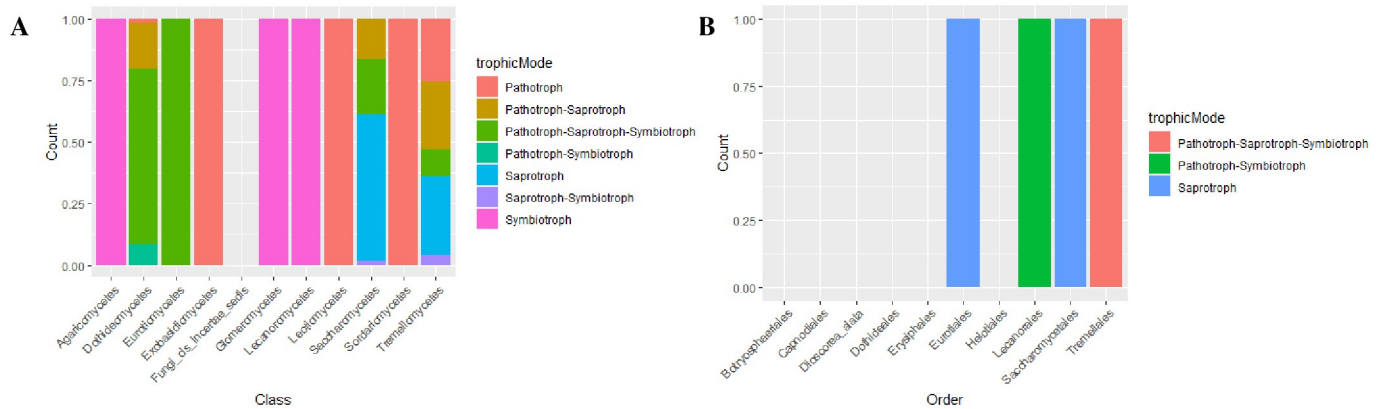 A
1.00
0.75
0.50
0.25
0.00
Count
Agaricomycetes
Dothideomycetes
Eurotiomycetes
Exobasidiomycetes
Fungi_cls_Incertae_sedis
Glomeromycetes
Lecanoromycetes
Leotiomycetes
Saccharomycetes
Sordariomycetes
Tremellomycetes
Class
trophicMode
Pathotroph
Pathotroph-Saprotroph
Pathotroph-Saprotroph-Symbiotroph
Pathotroph-Symbiotroph
Saprotroph
Saprotroph-Symbiotroph
Symbiotroph
B
1.00
0.75
0.50
0.25
0.00
Count
Botryosphaeriales
Capnodiales
Dioscorea_alata
Dothideales
Erysiphales
Eurotiales
Helotiales
Lecanorales
Saccharomycetales
Tremellales
Order
trophicMode
Pathotroph-Saprotroph-Symbiotroph
Pathotroph-Symbiotroph
Saprotroph